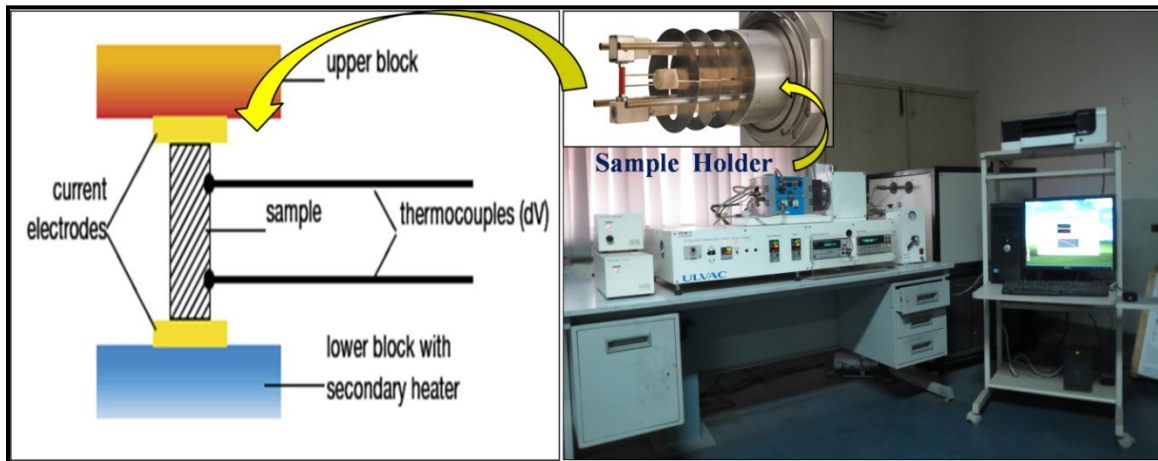 upper block
current
electrodes
sample
thermocouples (dV)
lower block with
secondary heater
Sample Holder
ULVAC